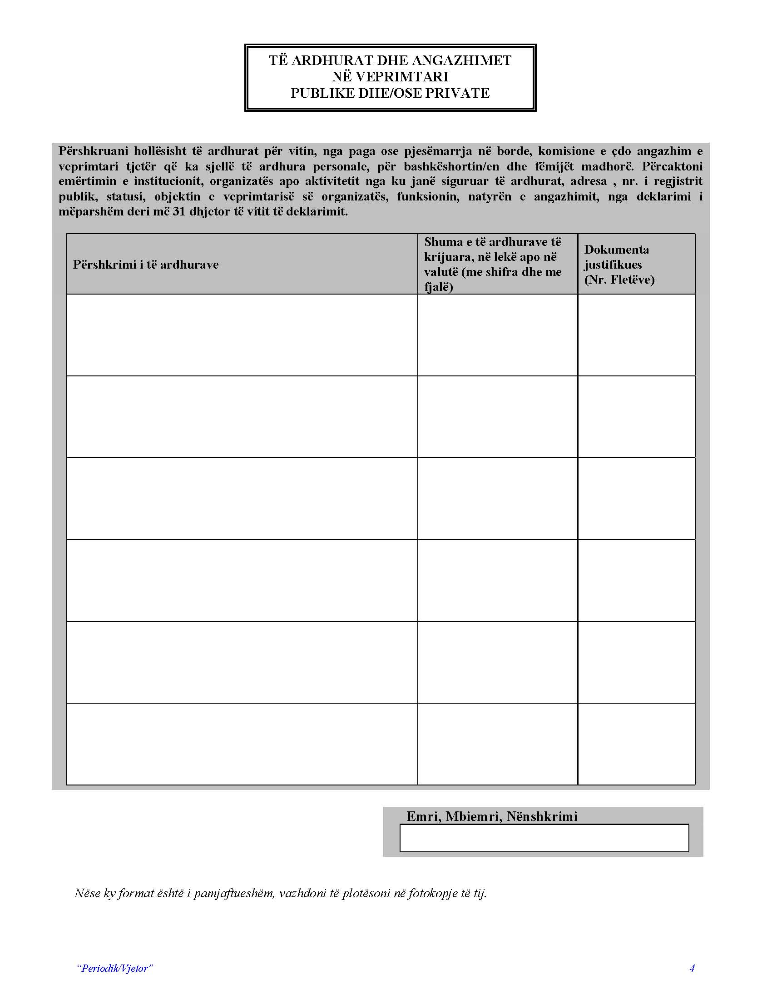 TË ARDHURAT DHE ANGAZHIMET
NË VEPRIMTARI
PUBLIKE DHE/OSE PRIVATE
Përshkruani hollësisht të ardhurat për vitin, nga paga ose pjesëmarrja në borde, komisione e çdo angazhim e
veprimtari tjetër që ka sjellë të ardhura personale, për bashkëshortin/en dhe fëmijët madhorë. Përcaktoni
emërtimin e institucionit, organizatës apo aktivitetit nga ku janë siguruar të ardhurat, adresa , nr. i regjistrit
publik, statusi, objektin e veprimtarisë së organizatës, funksionin, natyrën e angazhimit, nga deklarimi i
mëparshëm deri më 31 dhjetor të vitit të deklarimit.
Përshkrimi i të ardhurave
Shuma e të ardhurave të
krijuara, në lekë apo në
valutë (me shifra dhe me
fjalë)
Dokumenta
justifikues
(Nr. Fletëve)
Emri, Mbiemri, Nënshkrimi
Nëse ky format është i pamjaftueshëm, vazhdoni të plotësoni në fotokopje të tij.
“Periodik/Vjetor”
4